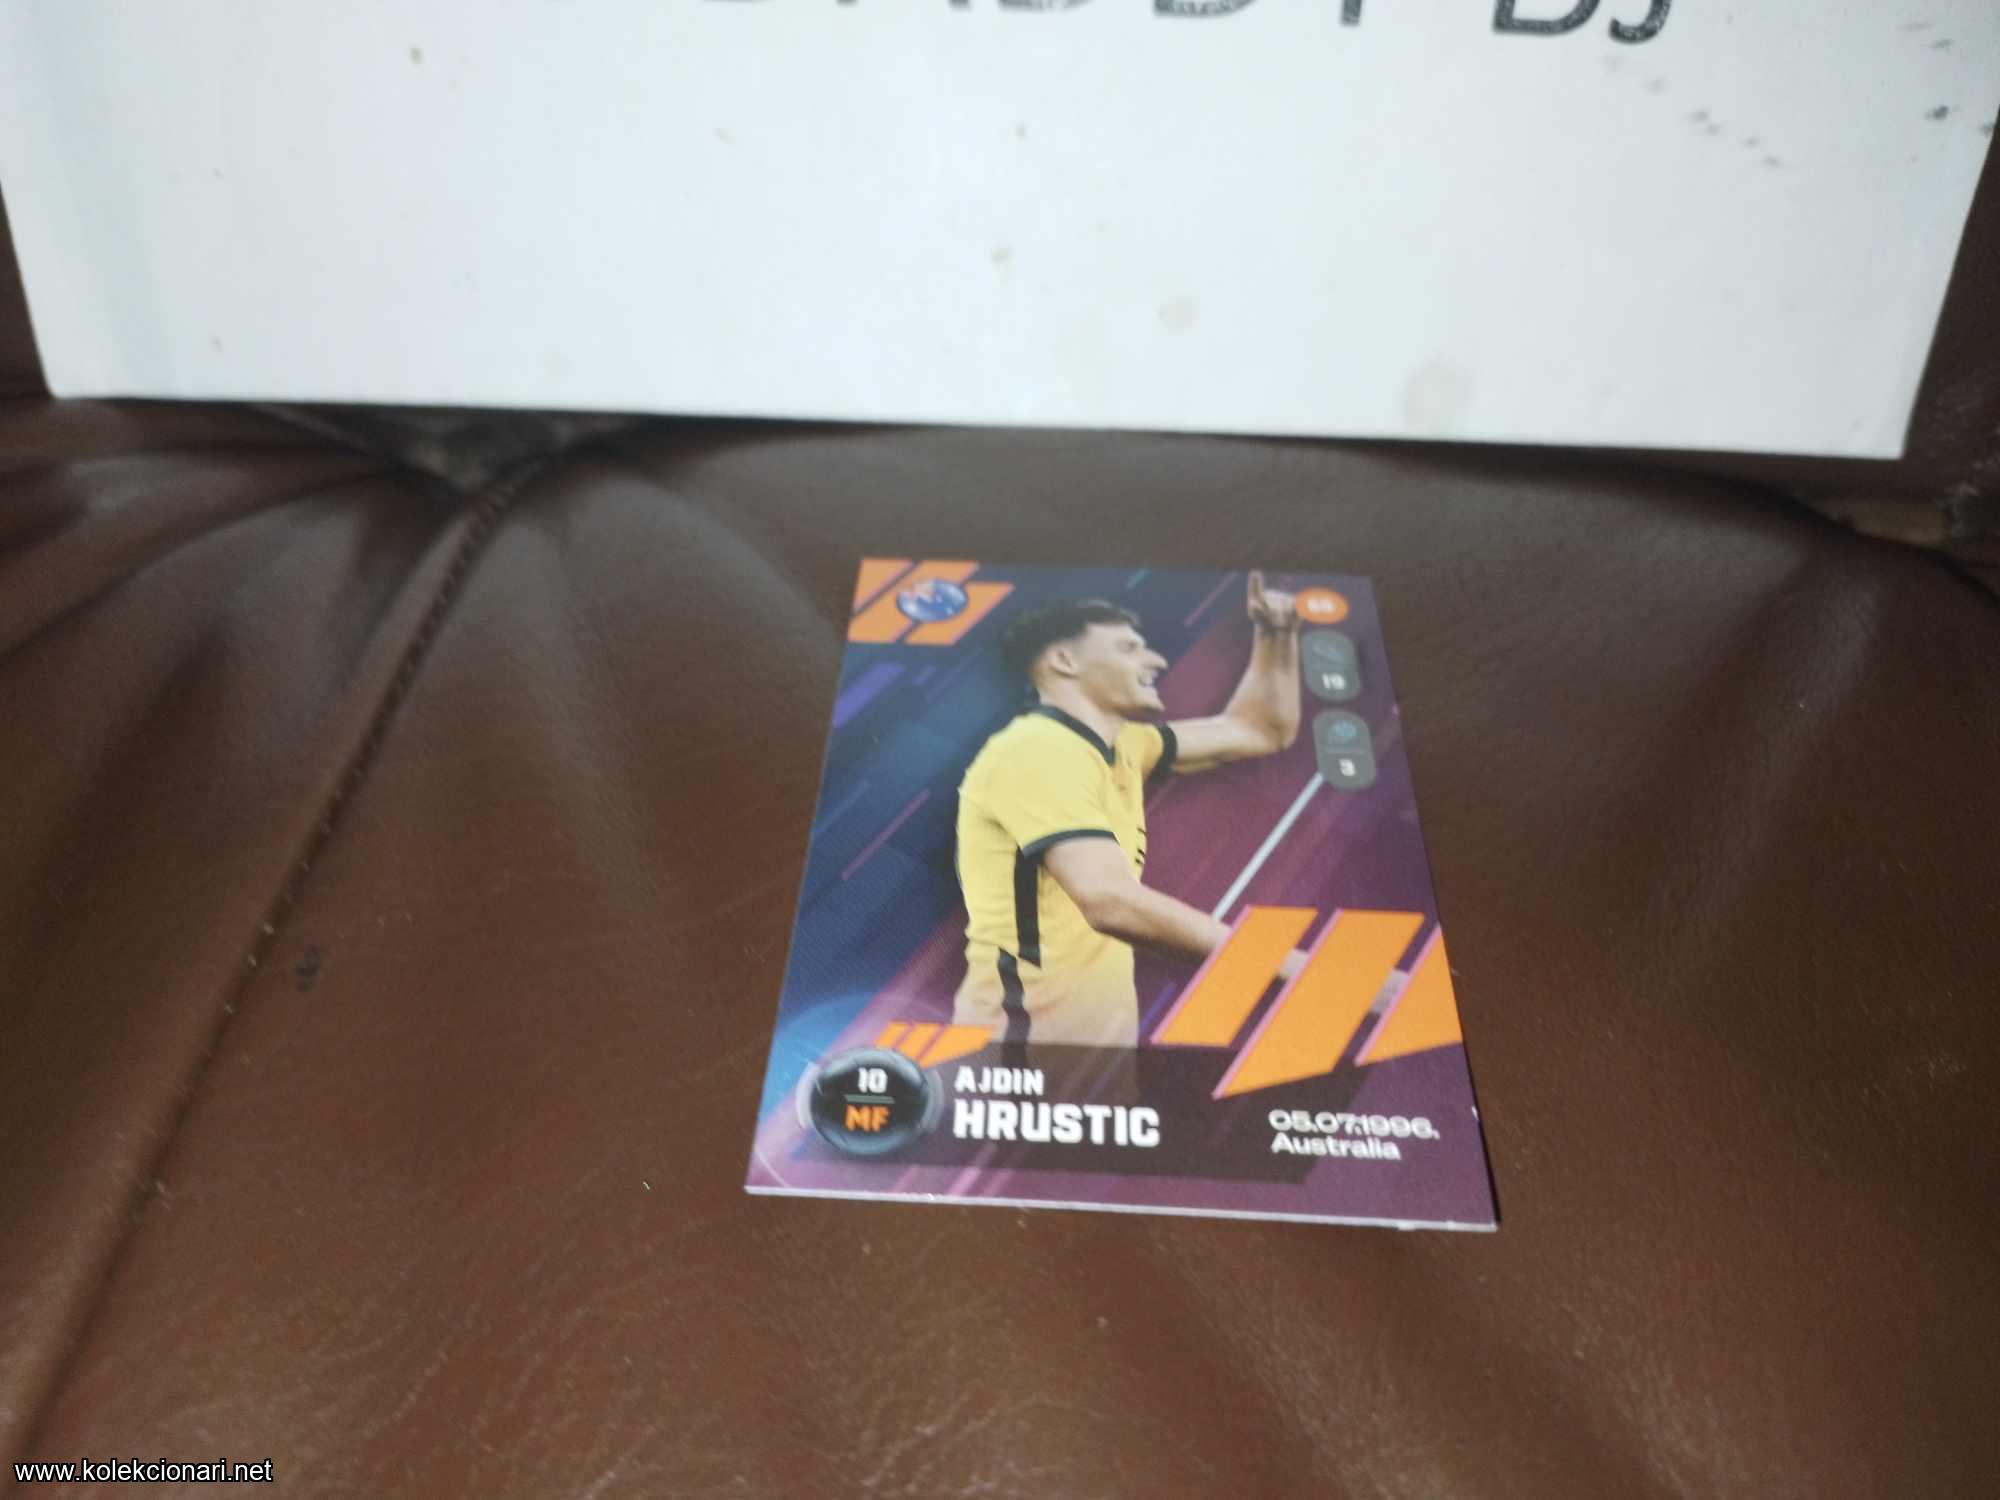 19
3
10
MF
AJDIN
HRUSTIC
05.07.1996,
Australia
www.kolekcionari.net